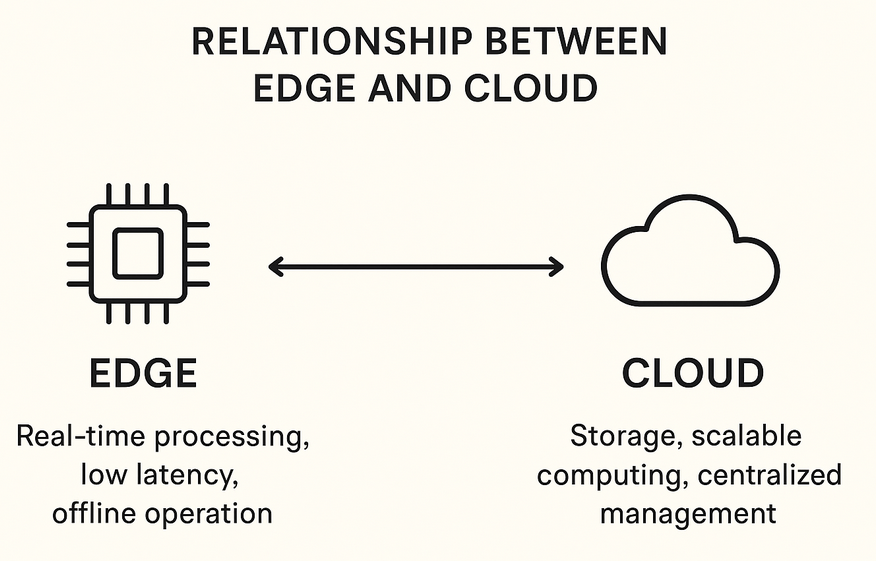 RELATIONSHIP BETWEEN
EDGE AND CLOUD
EDGE
Real-time processing,
low latency,
offline operation
CLOUD
Storage, scalable
computing, centralized
management